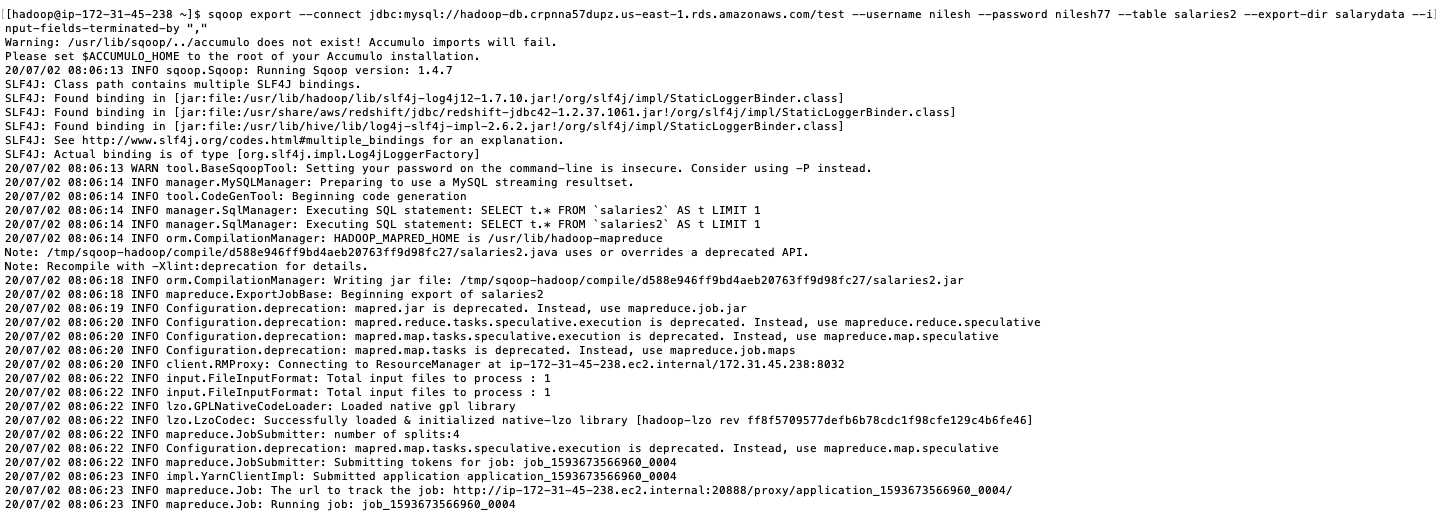 [hadoop@ip-172-31-45-238 ~]$ sqoop export --connect jdbc:mysql://hadoop-db.crpnna57dupz.us-east-1.rds.amazonaws.com/test --username nilesh --password nilesh77 --table salaries2 --export-dir salarydata --i
nput-fields-terminated-by ","
Warning: /usr/lib/sqoop/../accumulo does not exist! Accumulo imports will fail.
Please set $ACCUMULO_HOME to the root of your Accumulo installation.
20/07/02 08:06:13 INFO sqoop.Sqoop: Running Sqoop version: 1.4.7
SLF4J: Class path contains multiple SLF4J bindings.
SLF4J: Found binding in [jar:file:/usr/lib/hadoop/lib/slf4j-log4j12-1.7.10.jar!/org/slf4j/impl/StaticLoggerBinder.class]
SLF4J: Found binding in [jar:file:/usr/share/aws/redshift/jdbc/redshift-jdbc42-1.2.37.1061.jar!/org/slf4j/impl/StaticLoggerBinder.class]
SLF4J: Found binding in [jar:file:/usr/lib/hive/lib/log4j-slf4j-impl-2.6.2.jar!/org/slf4j/impl/StaticLoggerBinder.class]
SLF4J: See http://www.slf4j.org/codes.html#multiple_bindings for an explanation.
SLF4J: Actual binding is of type [org.slf4j.impl.Log4jLoggerFactory]
20/07/02 08:06:13 WARN tool.BaseSqoopTool: Setting your password on the command-line is insecure. Consider using -P instead.
20/07/02 08:06:14 INFO manager.MySQLManager: Preparing to use a MySQL streaming resultset.
20/07/02 08:06:14 INFO tool.CodeGenTool: Beginning code generation
20/07/02 08:06:14 INFO manager.SqlManager: Executing SQL statement: SELECT t.* FROM `salaries2` AS t LIMIT 1
20/07/02 08:06:14 INFO manager.SqlManager: Executing SQL statement: SELECT t.* FROM `salaries2` AS t LIMIT 1
20/07/02 08:06:14 INFO orm.CompilationManager: HADOOP_MAPRED_HOME is /usr/lib/hadoop-mapreduce
Note: /tmp/sqoop-hadoop/compile/d588e946ff9bd4aeb20763ff9d98fc27/salaries2.java uses or overrides a deprecated API.
Note: Recompile with -Xlint:deprecation for details.
20/07/02 08:06:18 INFO orm.CompilationManager: Writing jar file: /tmp/sqoop-hadoop/compile/d588e946ff9bd4aeb20763ff9d98fc27/salaries2.jar
20/07/02 08:06:18 INFO mapreduce.ExportJobBase: Beginning export of salaries2
20/07/02 08:06:19 INFO Configuration.deprecation: mapred.jar is deprecated. Instead, use mapreduce.job.jar
20/07/02 08:06:20 INFO Configuration.deprecation: mapred.reduce.tasks.speculative.execution is deprecated. Instead, use mapreduce.reduce.speculative
20/07/02 08:06:20 INFO Configuration.deprecation: mapred.map.tasks.speculative.execution is deprecated. Instead, use mapreduce.map.speculative
20/07/02 08:06:20 INFO Configuration.deprecation: mapred.map.tasks is deprecated. Instead, use mapreduce.job.maps
20/07/02 08:06:20 INFO client.RMProxy: Connecting to ResourceManager at ip-172-31-45-238.ec2.internal/172.31.45.238:8032
20/07/02 08:06:22 INFO input.FileInputFormat: Total input files to process : 1
20/07/02 08:06:22 INFO input.FileInputFormat: Total input files to process : 1
20/07/02 08:06:22 INFO lzo.GPLNativeCodeLoader: Loaded native gpl library
20/07/02 08:06:22 INFO lzo.LzoCodec: Successfully loaded & initialized native-lzo library [hadoop-lzo rev ff8f5709577defb6b78cdc1f98cfe129c4b6fe46]
20/07/02 08:06:22 INFO mapreduce.JobSubmitter: number of splits:4
20/07/02 08:06:22 INFO Configuration.deprecation: mapred.map.tasks.speculative.execution is deprecated. Instead, use mapreduce.map.speculative
20/07/02 08:06:22 INFO mapreduce.JobSubmitter: Submitting tokens for job: job_1593673566960_0004
20/07/02 08:06:23 INFO impl.YarnClientImpl: Submitted application application_1593673566960_0004
20/07/02 08:06:23 INFO mapreduce.Job: The url to track the job: http://ip-172-31-45-238.ec2.internal:20888/proxy/application_1593673566960_0004/
20/07/02 08:06:23 INFO mapreduce.Job: Running job: job_1593673566960_0004